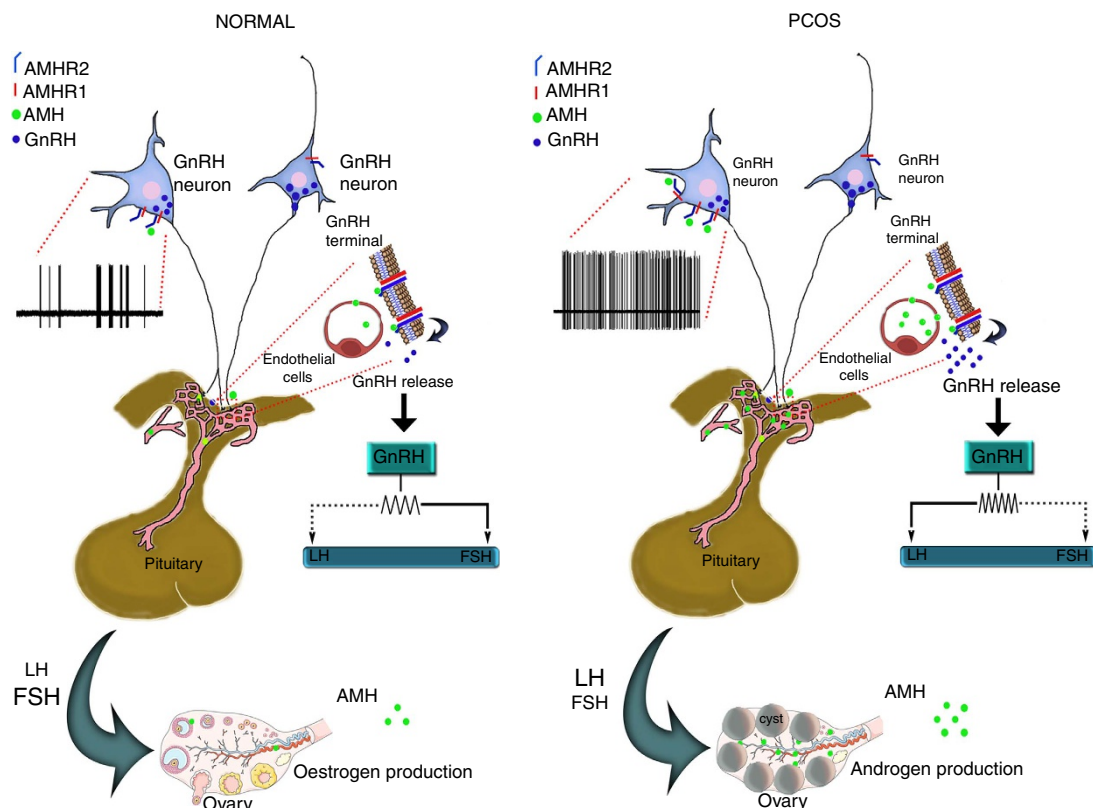 NORMAL
AMHR2
AMHR1
AMH
GnRH
GnRH
neuron
GnRH
neuron
GnRH
terminal
Endothelial
cells
GnRH release
GnRH
LH
FSH
Pituitary
LH
FSH
AMH
Oestrogen production
Ovary
PCOS
AMHR2
AMHR1
AMH
GnRH
GnRH
neuron
GnRH
neuron
GnRH
terminal
Endothelial
cells
GnRH release
GnRH
LH
FSH
Pituitary
LH
FSH
AMH
cyst
Androgen production
Ovary